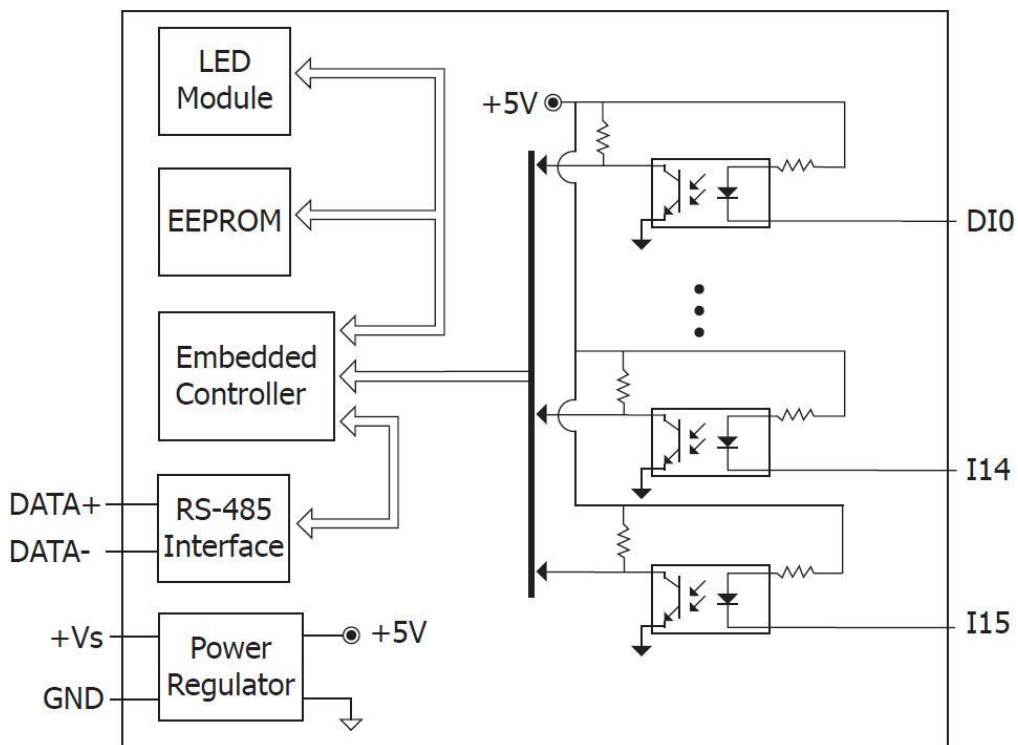 LED
Module
+5V
EEPROM
DI0
Embedded
Controller
I14
DATA+
DATA-
RS-485
Interface
I15
+Vs
GND
Power
Regulator
+5V